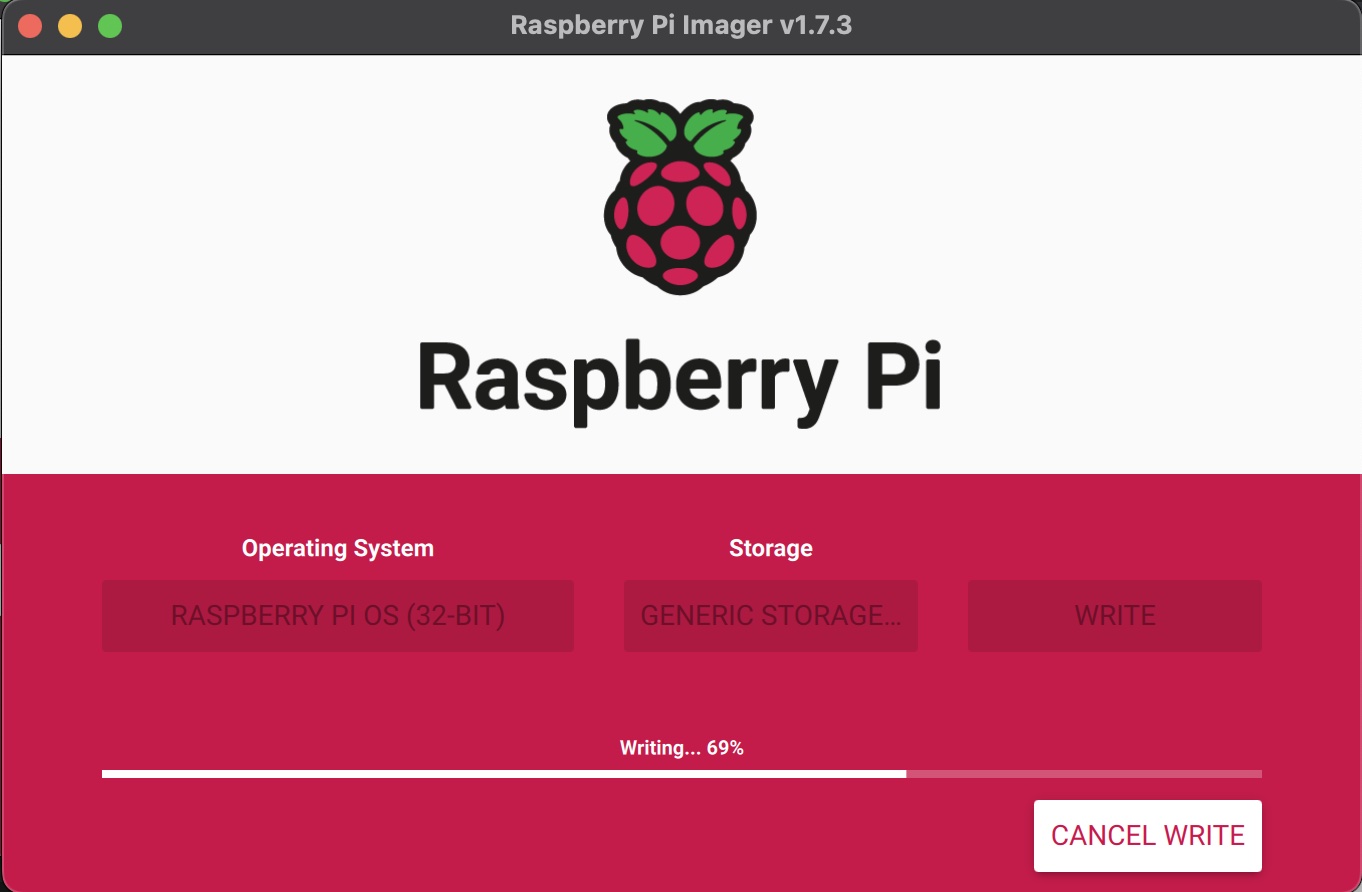 Raspberry Pi Imager v1.7.3
Raspberry Pi
Operating System
Storage
RASPBERRY PI OS (32-BIT)
GENERIC STORAGE...
WRITE
Writing... 69%
CANCEL WRITE